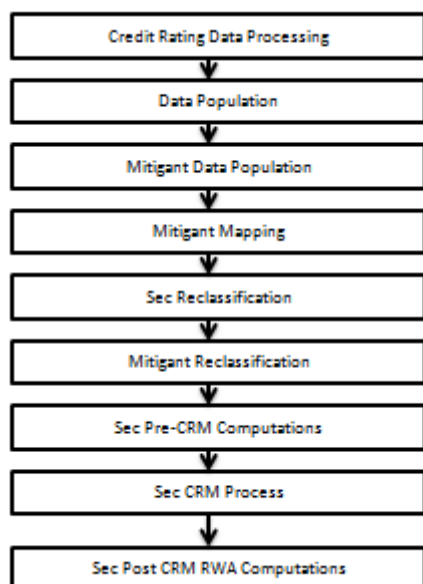 Credit Rating Data Processing
Data Population
Mitigant Data Population
Mitigant Mapping
Sec Reclassification
Mitigant Reclassification
Sec Pre-CRM Computations
Sec CRM Process
Sec Post CRM RWA Computations